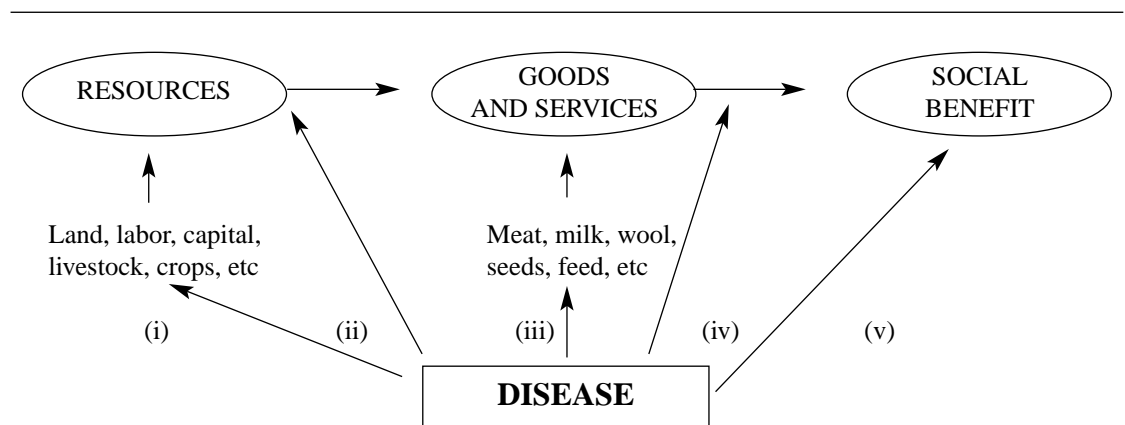 RESOURCES
GOODS
AND SERVICES
SOCIAL
BENEFIT
Land, labor, capital,
livestock, crops, etc
Meat, milk, wool,
seeds, feed, etc
(i)
(ii)
(iii)
(iv)
(v)
DISEASE